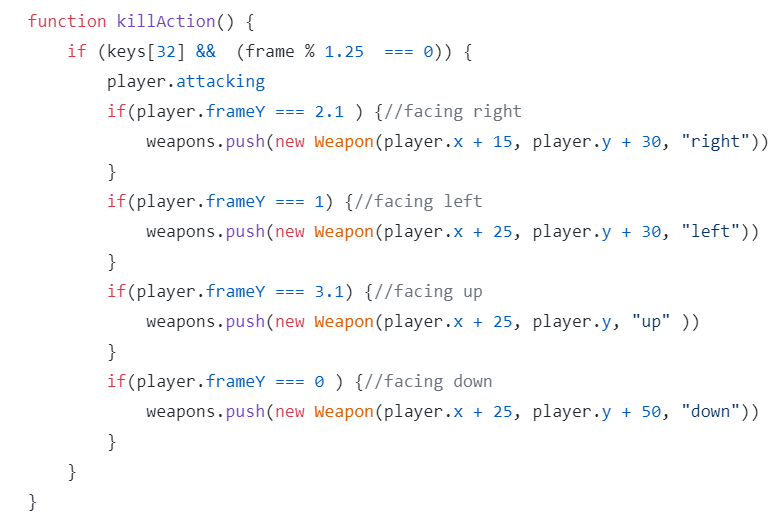 function killAction() {
    if (keys[32] &&  (frame % 1.25  === 0)) {
        player.attacking
        if(player.frameY === 2.1 ) {//facing right
            weapons.push(new Weapon(player.x + 15, player.y + 30, "right"))
        }
        if(player.frameY === 1) {//facing left
            weapons.push(new Weapon(player.x + 25, player.y + 30, "left"))
        }
        if(player.frameY === 3.1) {//facing up
            weapons.push(new Weapon(player.x + 25, player.y, "up" ))
        }
        if(player.frameY === 0 ) {//facing down
            weapons.push(new Weapon(player.x + 25, player.y + 50, "down"))
        }
    }
}